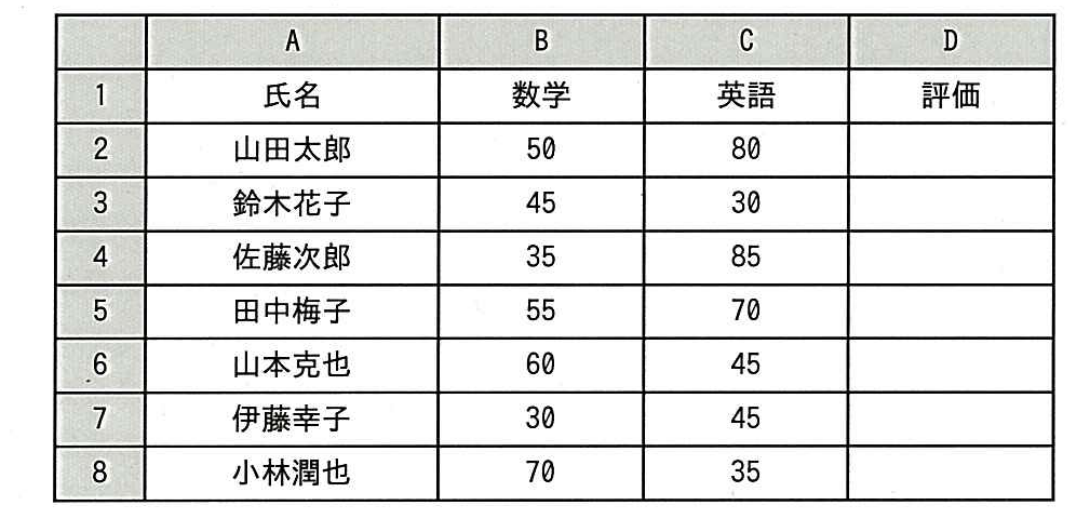 A B C D
1 氏名 数学 英語 評価
2 山田太郎 50 80
3 鈴木花子 45 30
4 佐藤次郎 35 85
5 田中梅子 55 70
6 山本克也 60 45
7 伊藤幸子 30 45
8 小林潤也 70 35